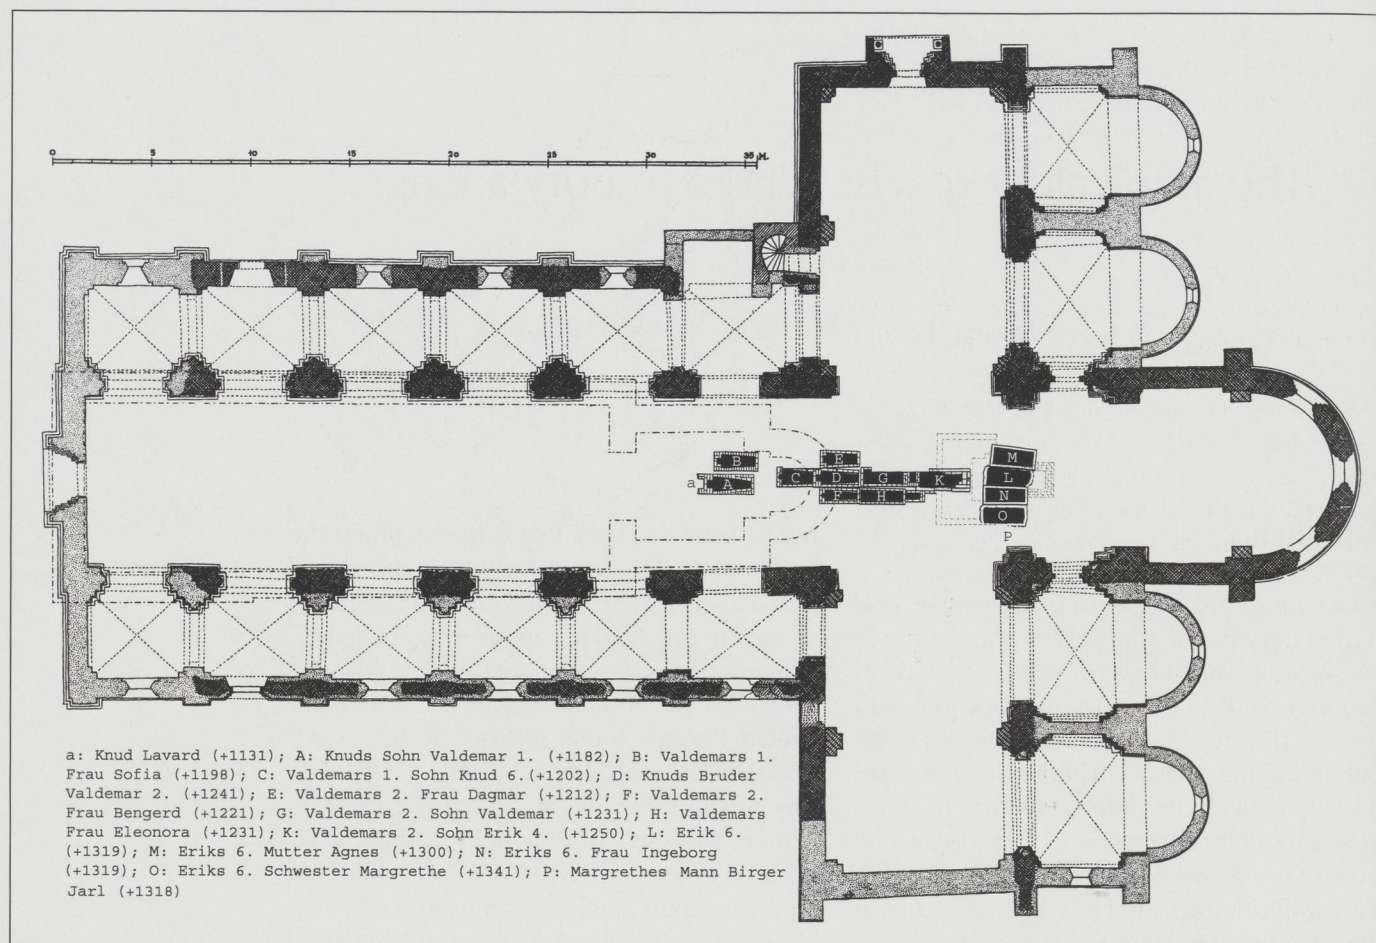 0 5 10 15 20 25 30 35 M.
B
E
M
a A
C D G K
L
F H
N
O
P
a: Knud Lavard (+1131); A: Knuds Sohn Valdemar 1. (+1182); B: Valdemars 1.
Frau Sofia (+1198); C: Valdemars 1. Sohn Knud 6.(+1202); D: Knuds Bruder
Valdemar 2. (+1241); E: Valdemars 2. Frau Dagmar (+1212); F: Valdemars 2.
Frau Bengerd (+1221); G: Valdemars 2. Sohn Valdemar (+1231); H: Valdemars
Frau Eleonora (+1231); K: Valdemars 2. Sohn Erik 4. (+1250); L: Erik 6.
(+1319); M: Eriks 6. Mutter Agnes (+1300); N: Eriks 6. Frau Ingeborg
(+1319); O: Eriks 6. Schwester Margrethe (+1341); P: Margrethes Mann Birger
Jarl (+1318)